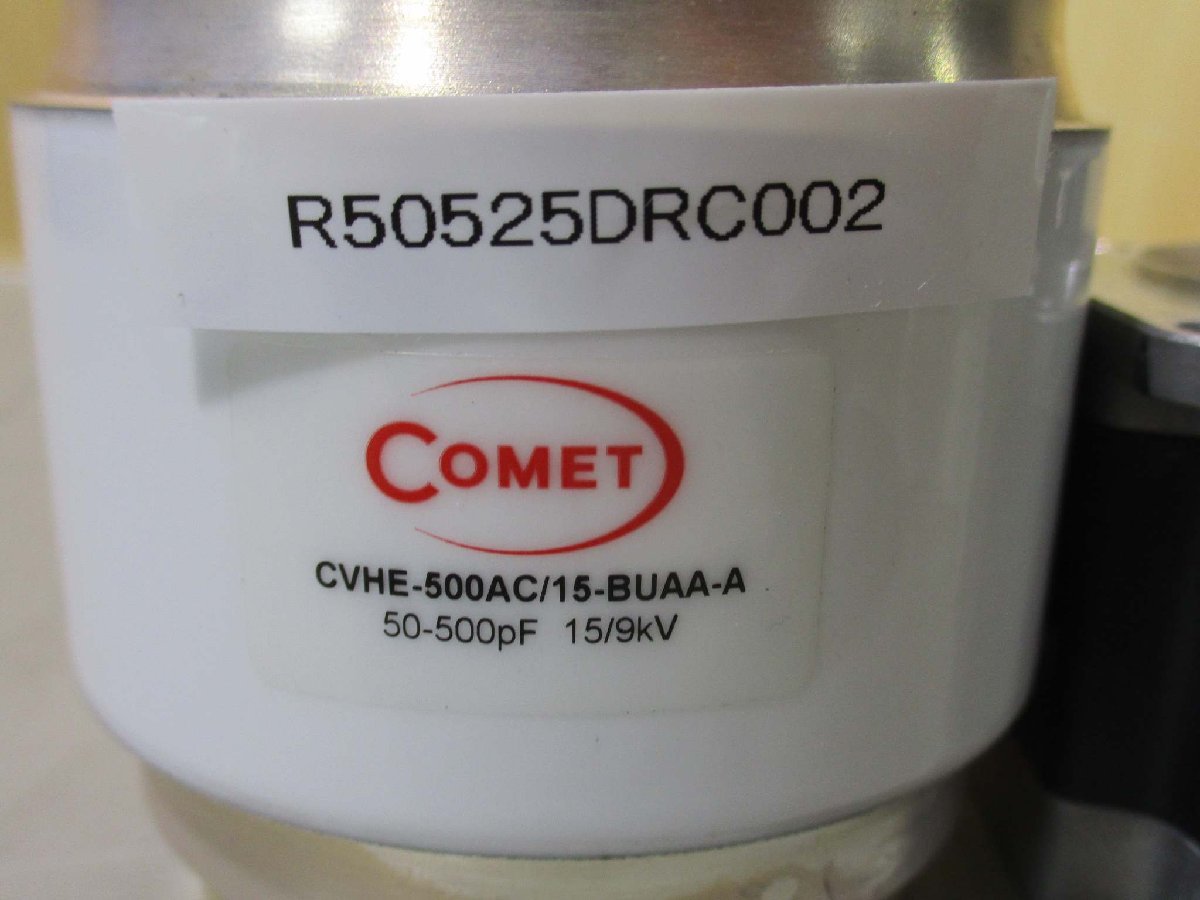 R50525DRC002
COMET
CVHE-500AC/15-BUAA-A
50-500pF 15/9kV